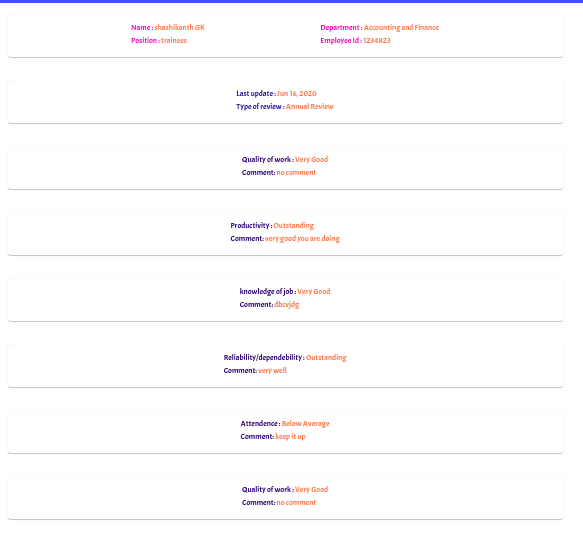 Name : shashikanth GK
Department : Accounting and Finance
Position : trainees
Employee Id : 1234823
Last update : Jun 16, 2020
Type of review : Annual Review
Quality of work : Very Good
Comment: no comment
Productivity : Outstanding
Comment: very good you are doing
knowledge of job : Very Good
Comment: dbcvjdg
Reliability/dependebility : Outstanding
Comment: very well
Attendence : Below Average
Comment: keep it up
Quality of work : Very Good
Comment: no comment